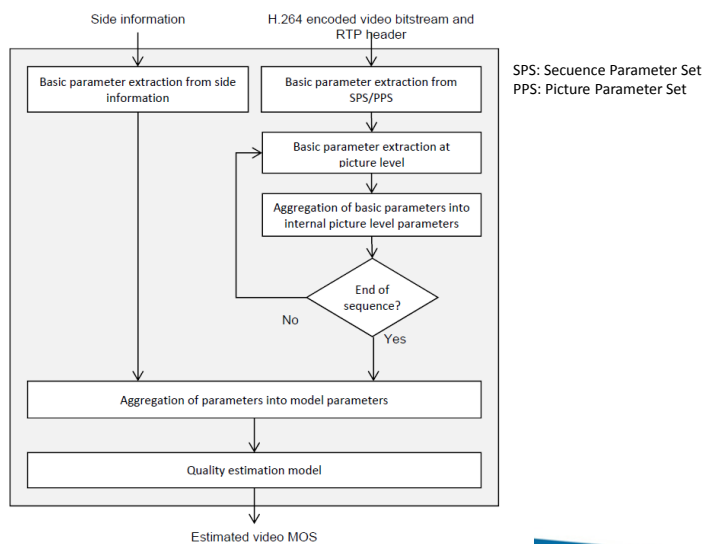 Side information
H.264 encoded video bitstream and
RTP header
SPS: Secuence Parameter Set
PPS: Picture Parameter Set
Basic parameter extraction from side
information
Basic parameter extraction from
SPS/PPS
Basic parameter extraction at
picture level
Aggregation of basic parameters into
internal picture level parameters
End of
sequence?
No
Yes
Aggregation of parameters into model parameters
Quality estimation model
Estimated video MOS